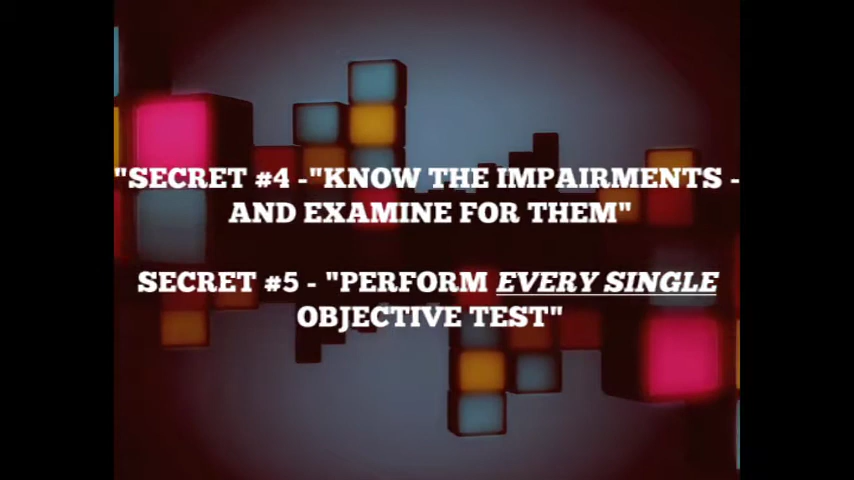 "SECRET #4 -"KNOW THE IMPAIRMENTS -
AND EXAMINE FOR THEM"
SECRET #5 - "PERFORM EVERY SINGLE
OBJECTIVE TEST"